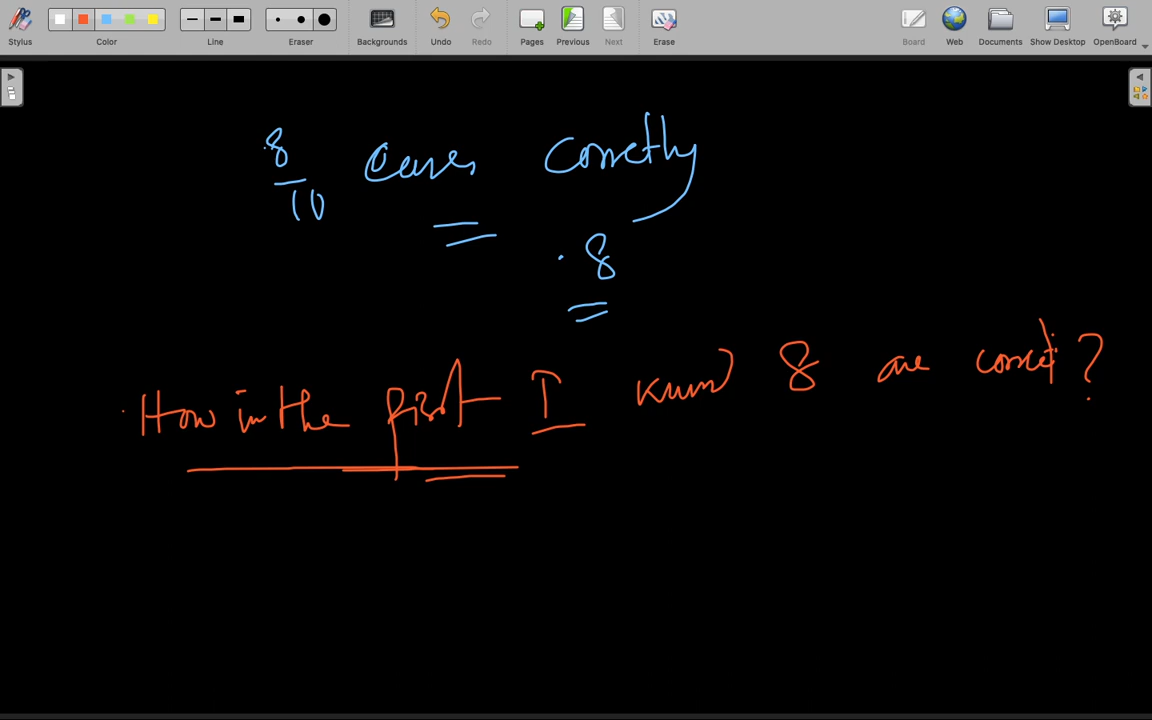 Stylus Color Line Eraser Backgrounds Undo Redo Pages Previous Next Erase Board Web Documents Show Desktop OpenBoard
8/10 Cases Correctly
.8
How in the first I know 8 are correct?